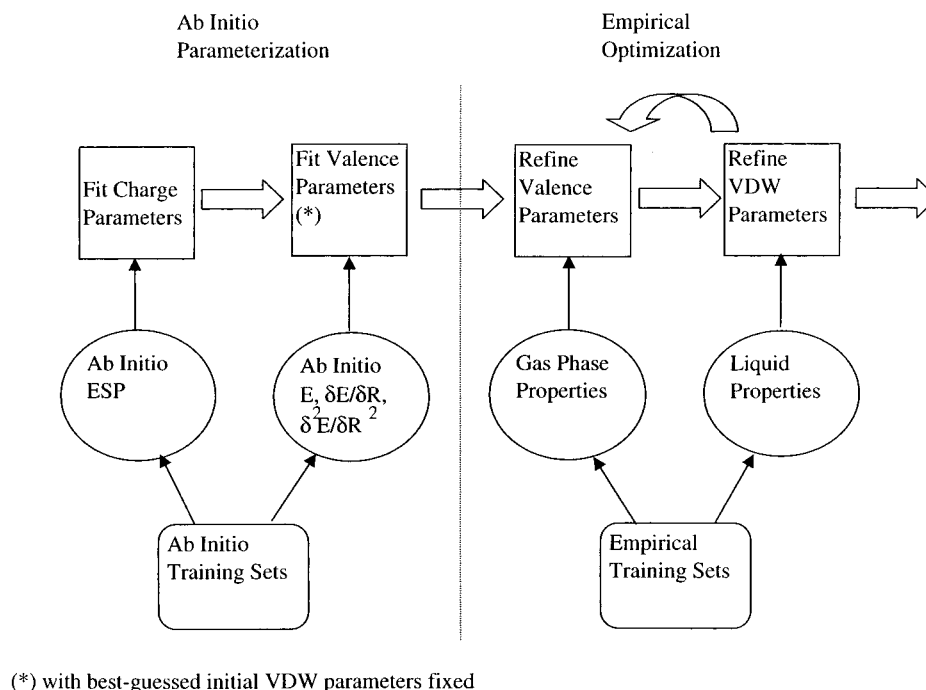 Ab Initio
Parameterization
Empirical
Optimization
Fit Charge
Parameters
Fit Valence
Parameters
(*)
Refine
Valence
Parameters
Refine
VDW
Parameters
Ab Initio
ESP
Ab Initio
E, δE/δR,
δ²E/δR²
Gas Phase
Properties
Liquid
Properties
Ab Initio
Training Sets
Empirical
Training Sets
(*) with best-guessed initial VDW parameters fixed